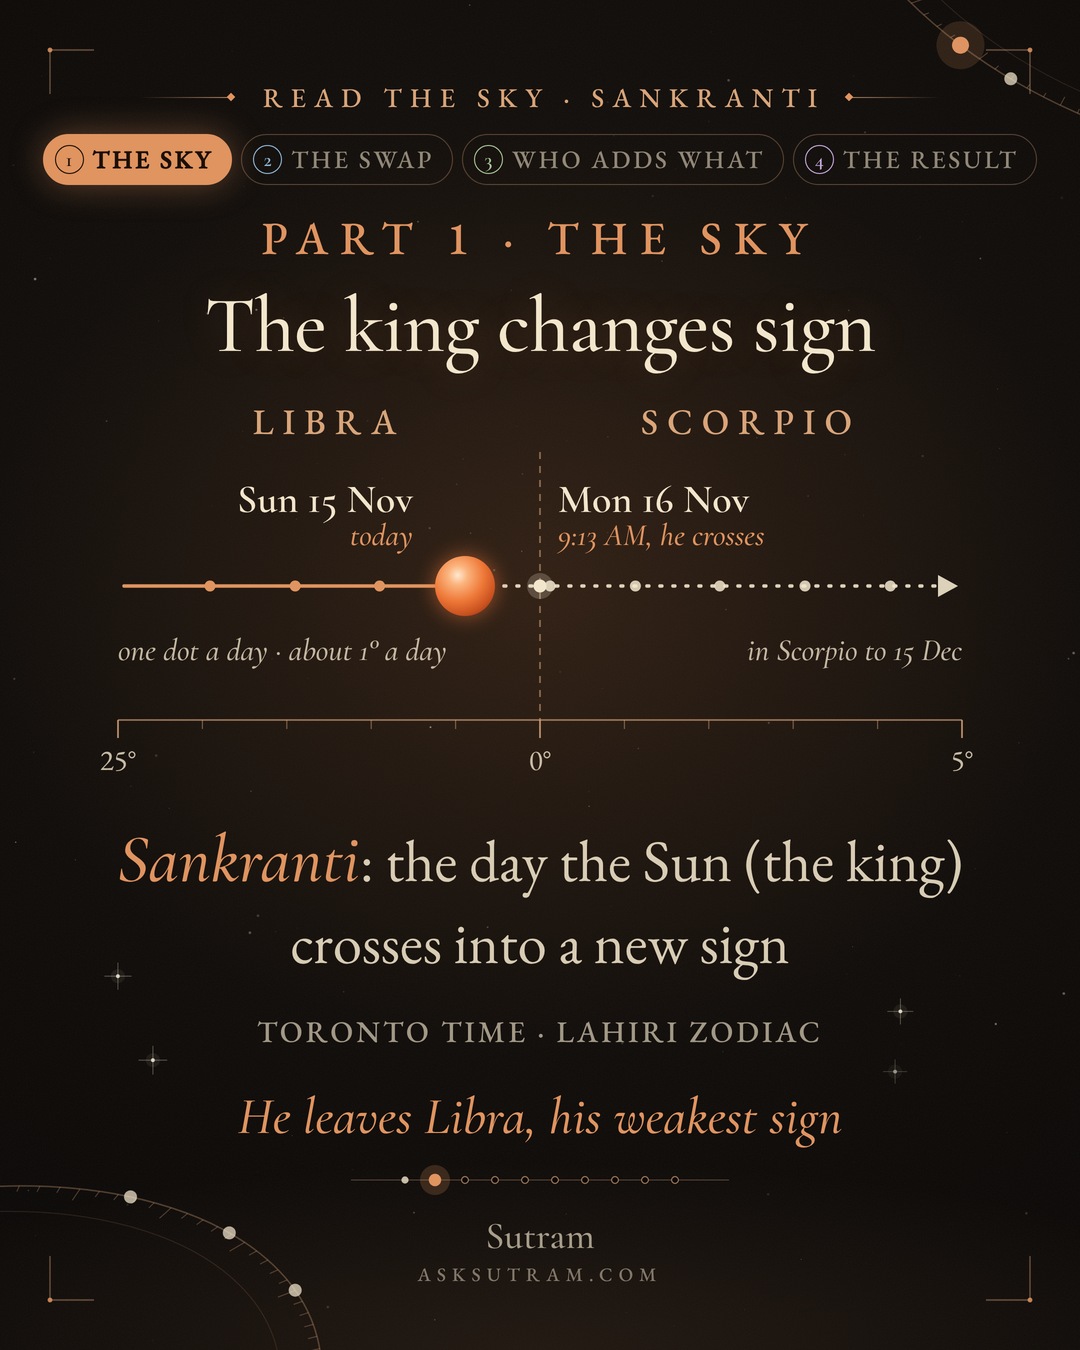 READ THE SKY · SANKRANTI
1 THE SKY 2 THE SWAP 3 WHO ADDS WHAT 4 THE RESULT
PART 1 · THE SKY
The king changes sign
LIBRA SCORPIO
Sun 15 Nov Mon 16 Nov
today 9:13 AM, he crosses
one dot a day · about 1° a day in Scorpio to 15 Dec
25° 0° 5°
Sankranti: the day the Sun (the king)
crosses into a new sign
TORONTO TIME · LAHIRI ZODIAC
He leaves Libra, his weakest sign
Sutram
ASKSUTRAM.COM